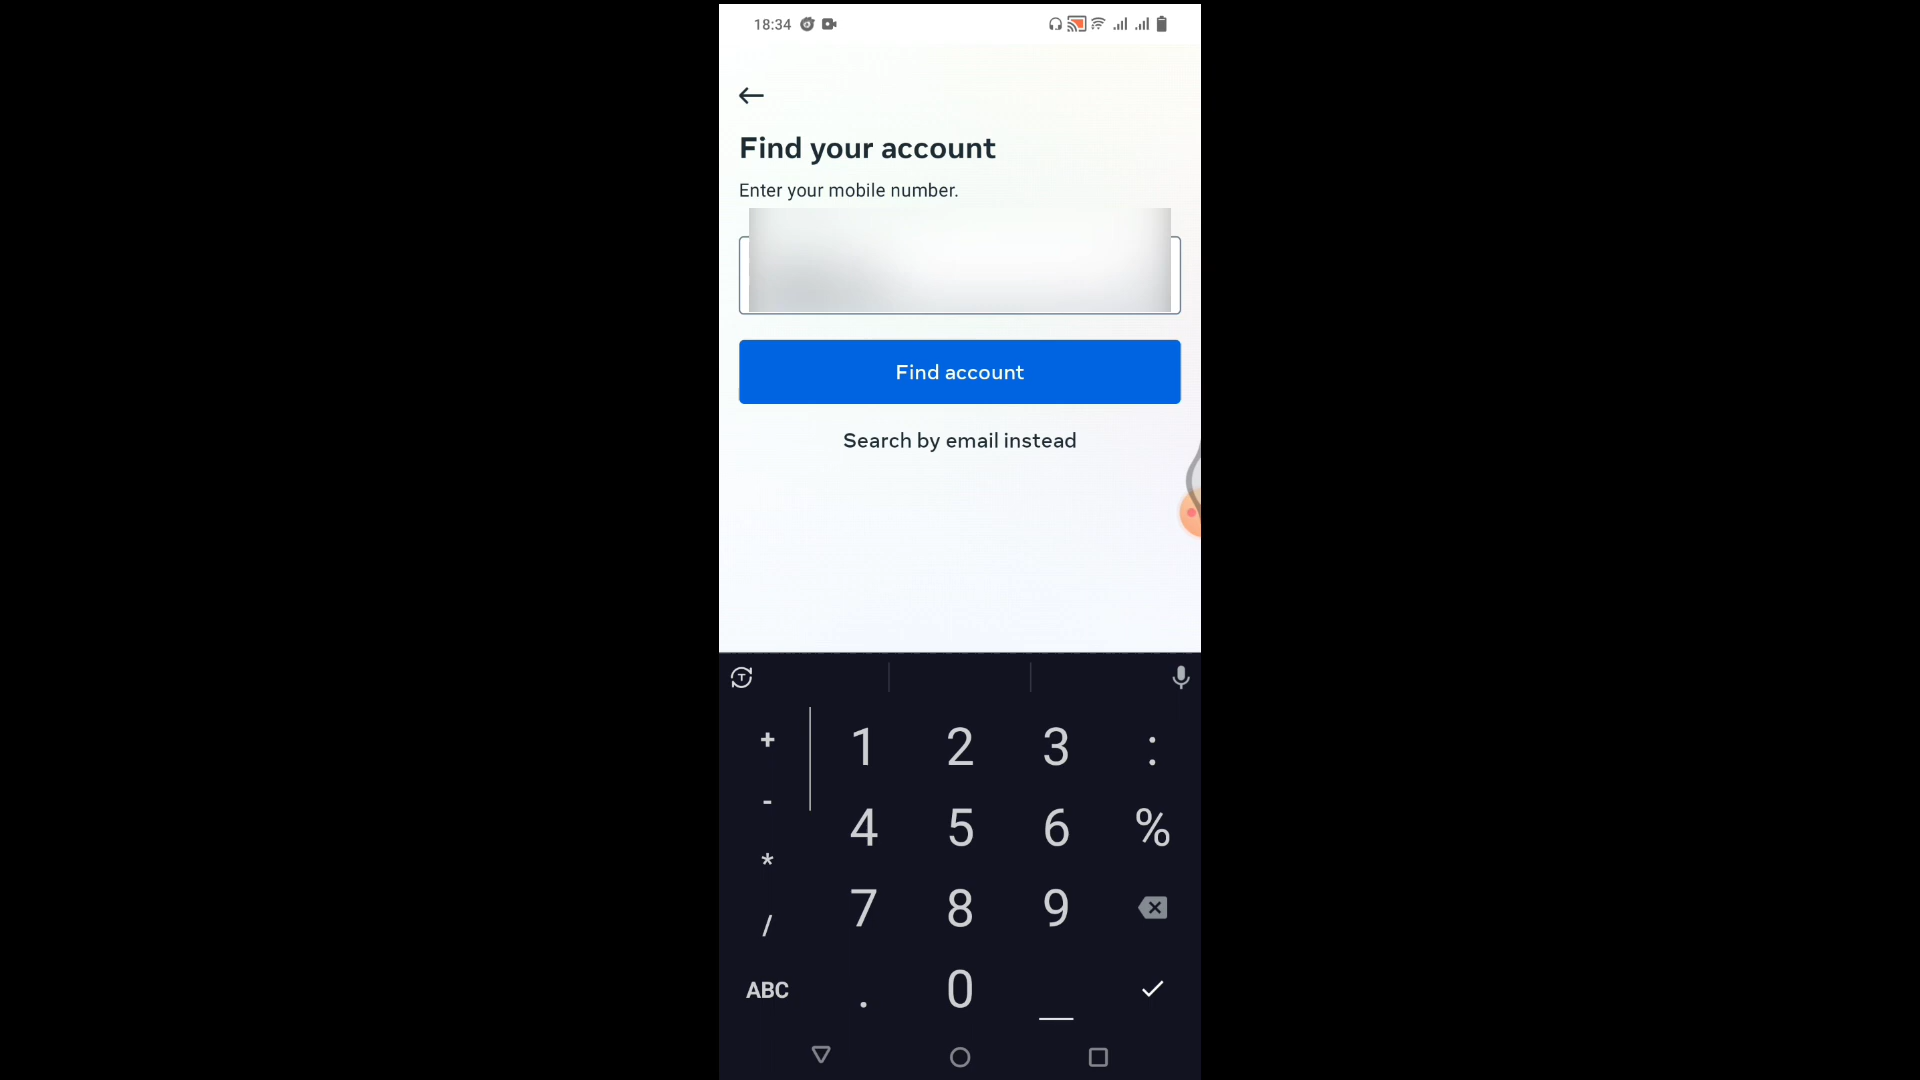 18:34
Find your account
Enter your mobile number.
Find account
Search by email instead
+ 1 2 3 :
- 4 5 6 %
*
/ 7 8 9
ABC . 0 _